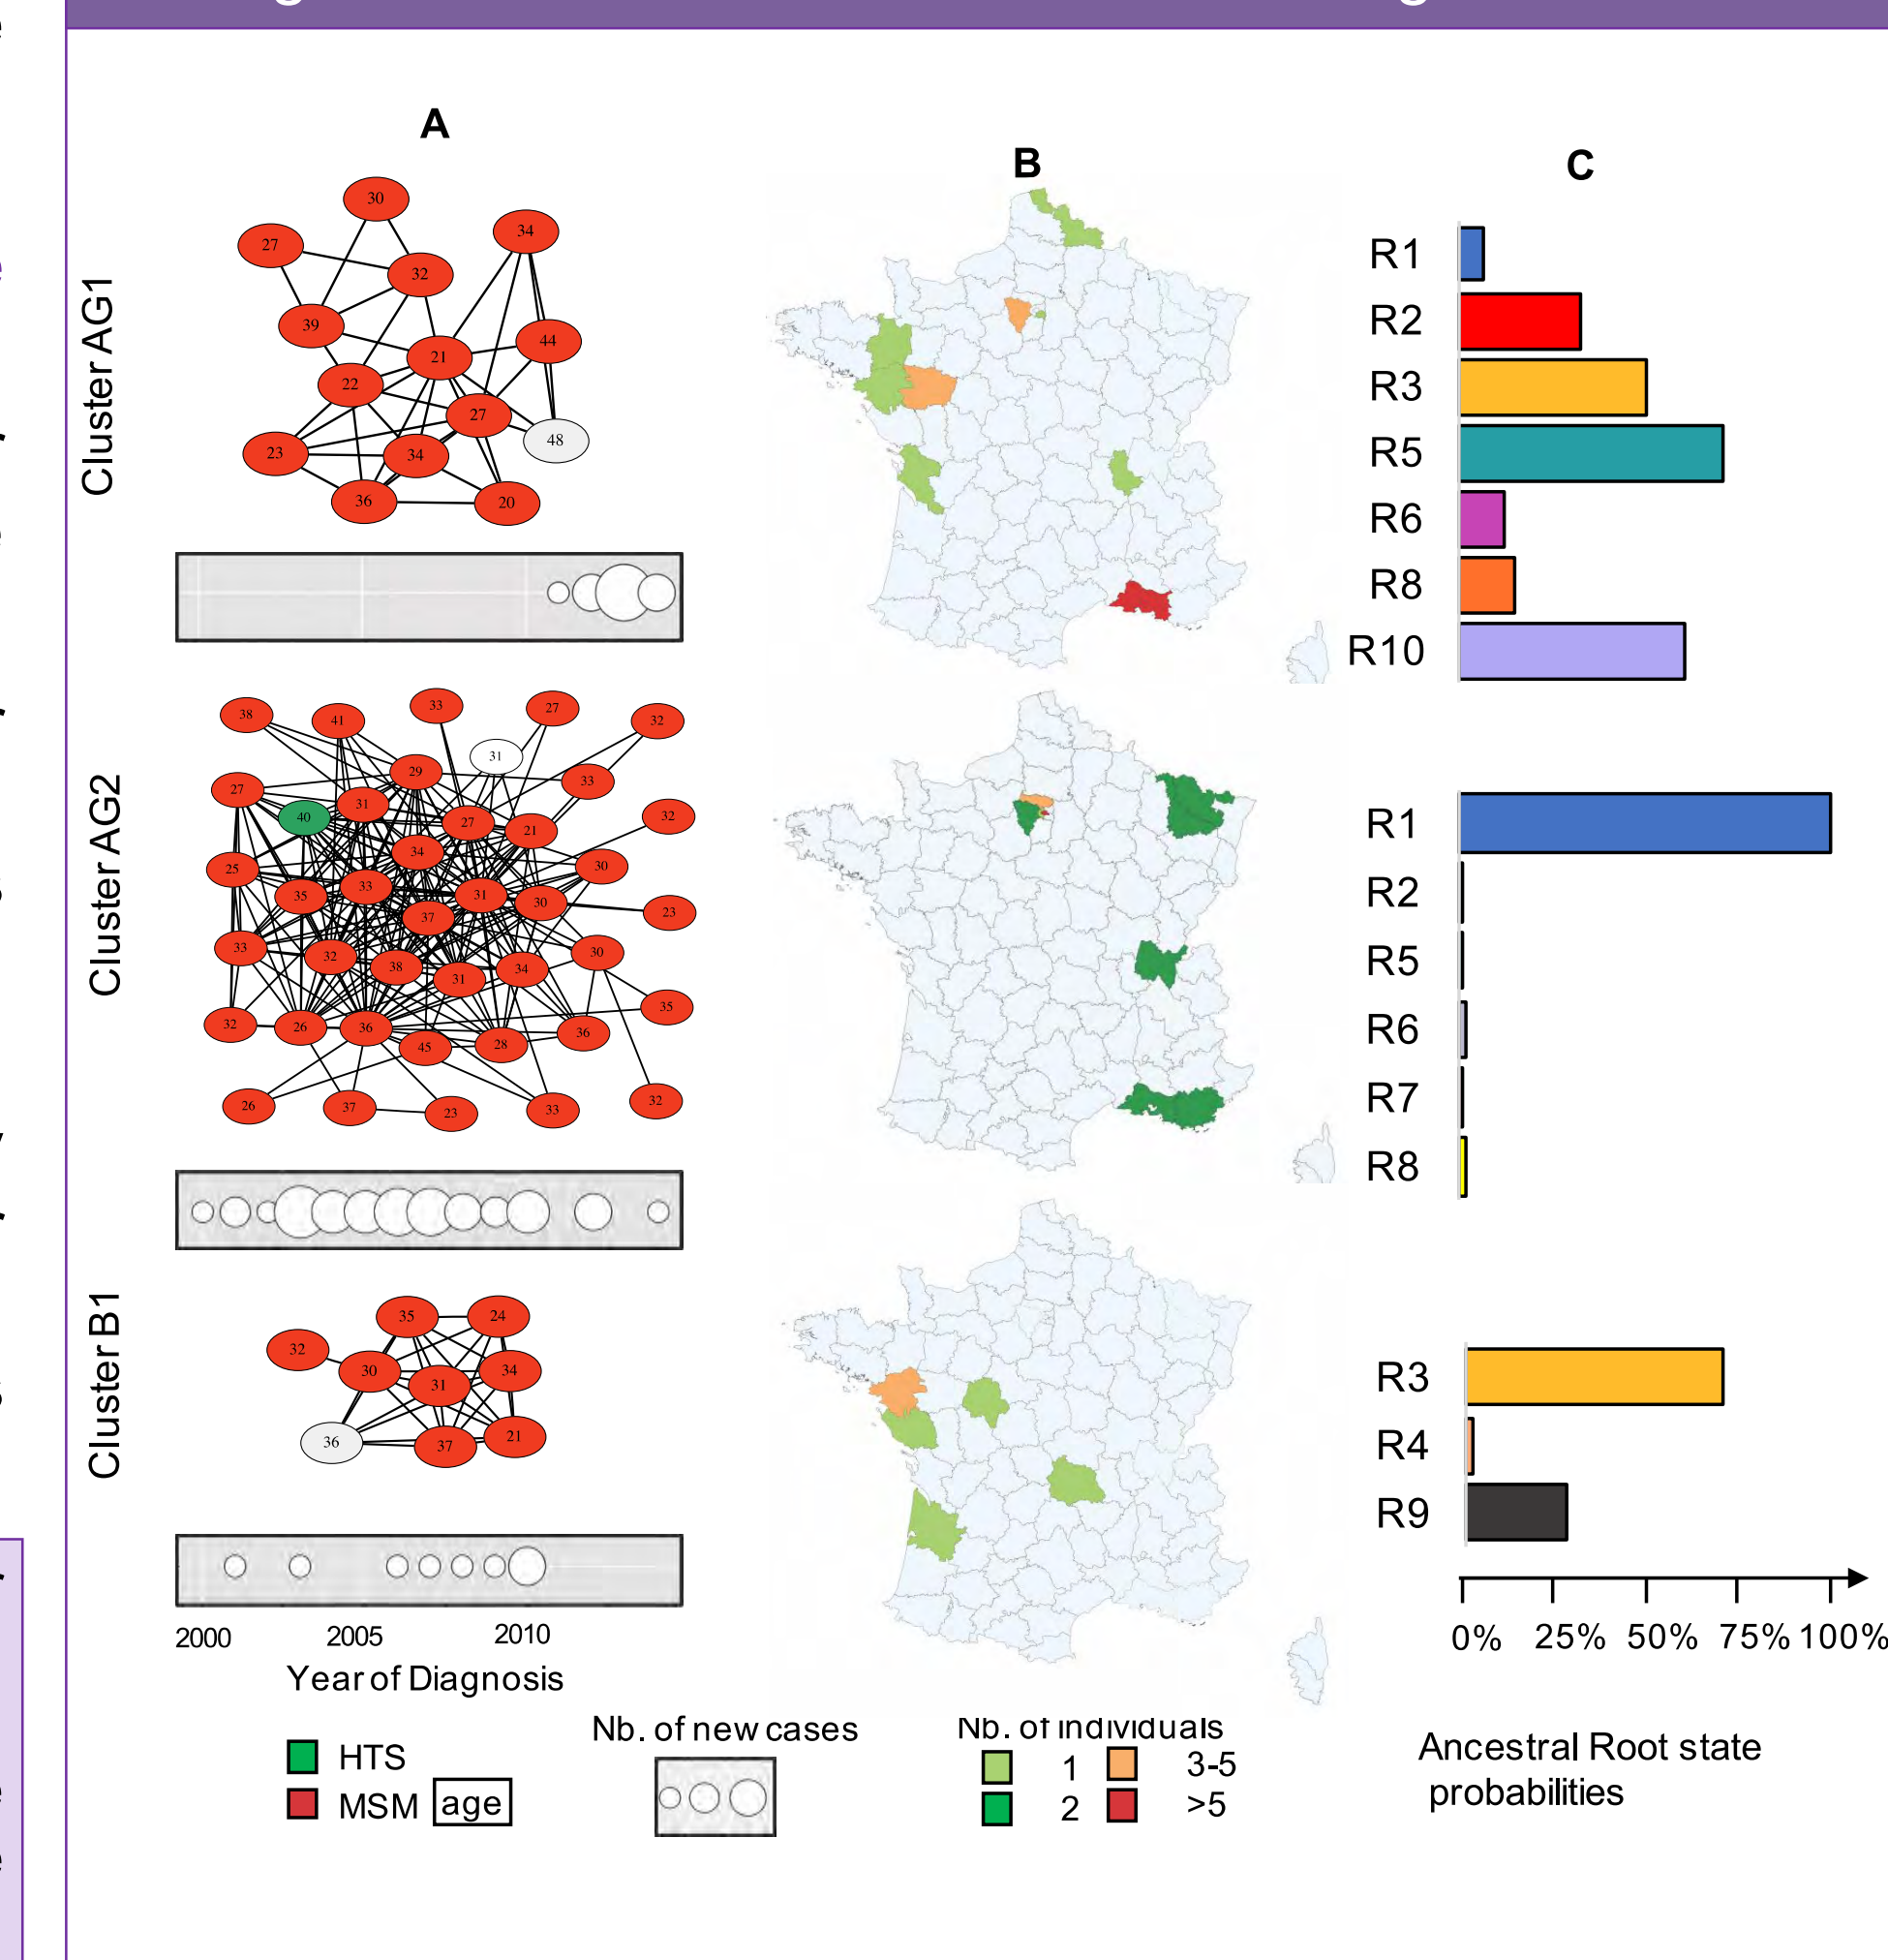 A
B
C
Cluster AG1
30
27
34
32
39
21
44
22
27
48
23
34
36
20
R1
R2
R3
R5
R6
R8
R10
Cluster AG2
38
41
33
27
32
31
29
33
27
31
40
27
21
32
34
25
35
33
31
30
30
37
23
33
32
38
31
34
30
35
32
26
36
45
28
36
26
37
23
33
32
R1
R2
R5
R6
R7
R8
Cluster B1
35
24
32
30
31
34
36
37
21
R3
R4
R9
2000 2005 2010
Year of Diagnosis
0% 25% 50% 75% 100%
Nb. of new cases
Nb. of individuals
HTS
MSM age
1 3-5
2 >5
Ancestral Root state
probabilities